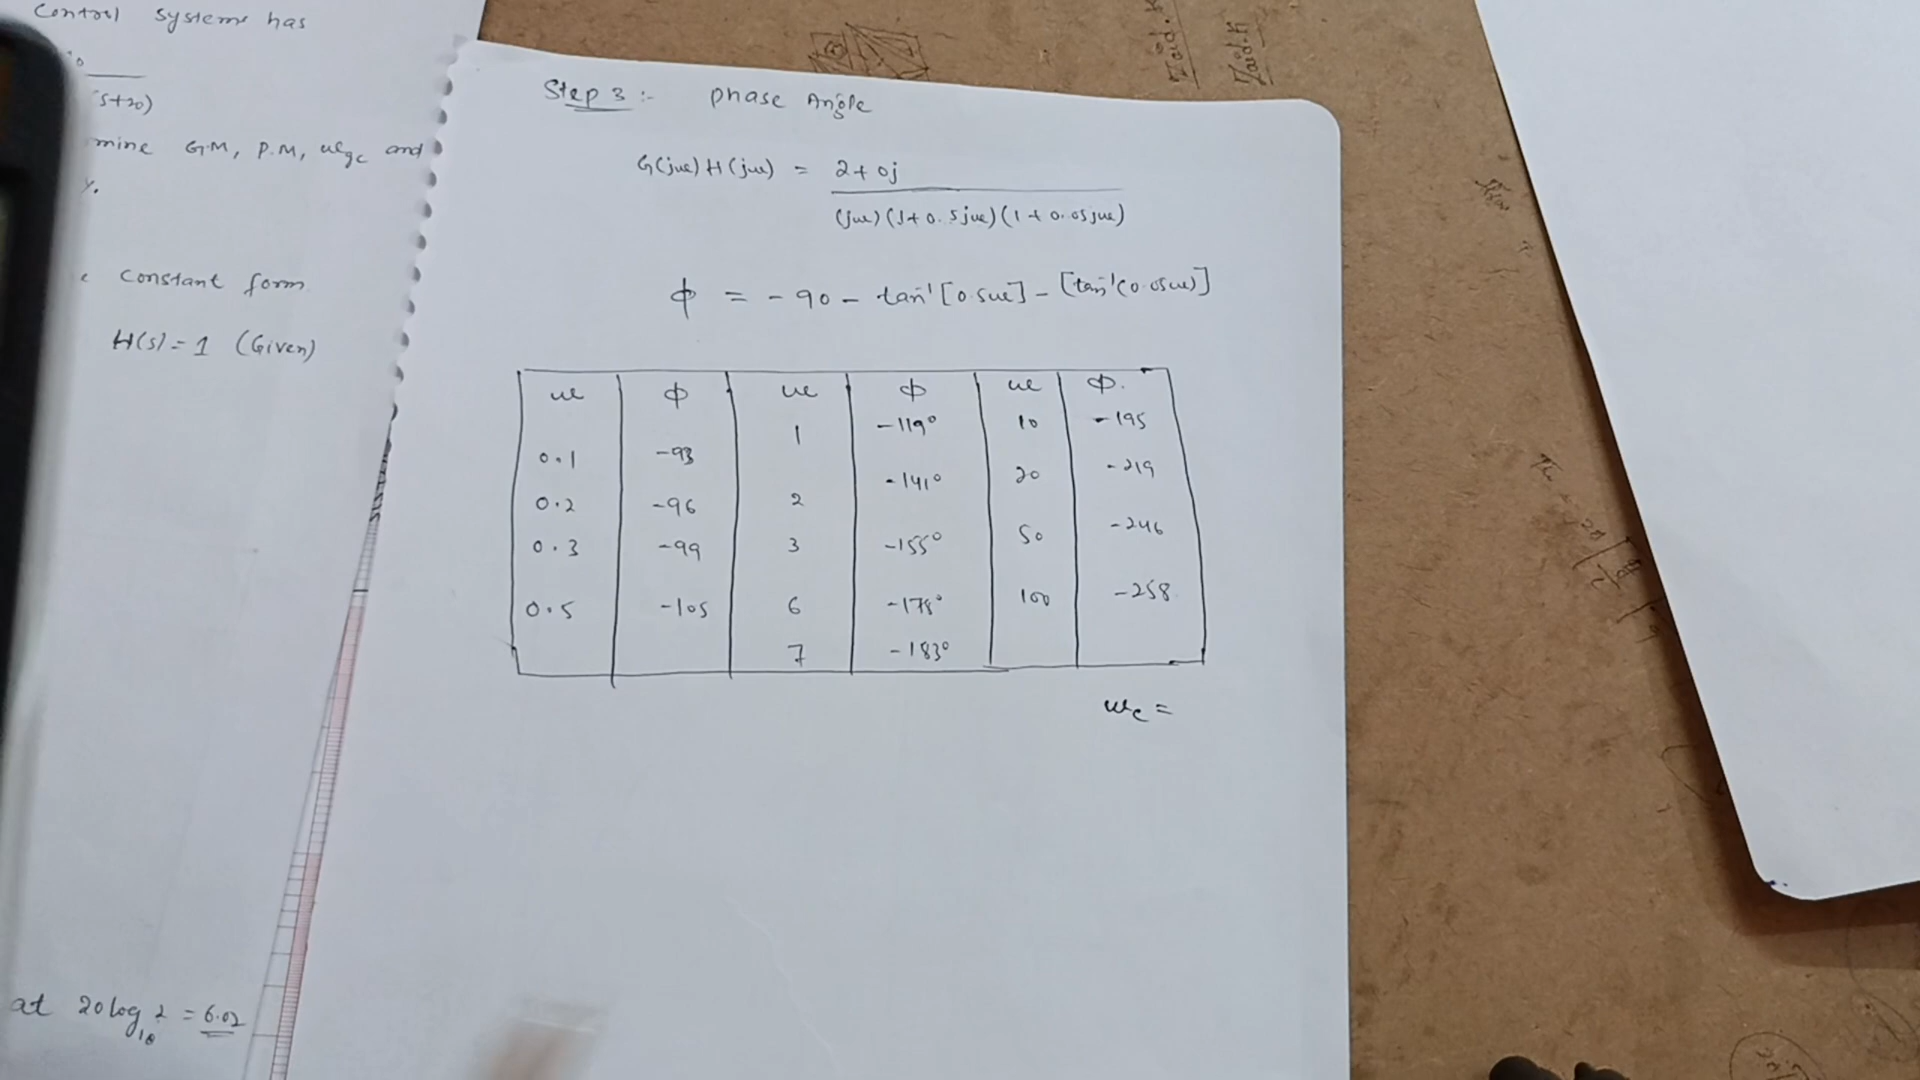 Control systems has
s+20)
mine G.M, P.M, ωgc and
y.
c constant form
H(s) = 1 (Given)
at 20log₁₀2 = 6.02
Step 3 :- phase Angle
G(jω)H(jω) = 2+0j
(jω)(1+0.5jω)(1+0.05jω)
ϕ = -90 - tan⁻¹[0.5ω] - [tan⁻¹(0.05ω)]
ω ϕ ω ϕ ω ϕ.
1 -119° 10 -195
0.1 -93 -141° 20 -219
0.2 -96 2
0.3 -99 3 -155° 50 -246
0.5 -105 6 -178° 100 -258
7 -183°
ωc =
Zaid.K
Zaid.K